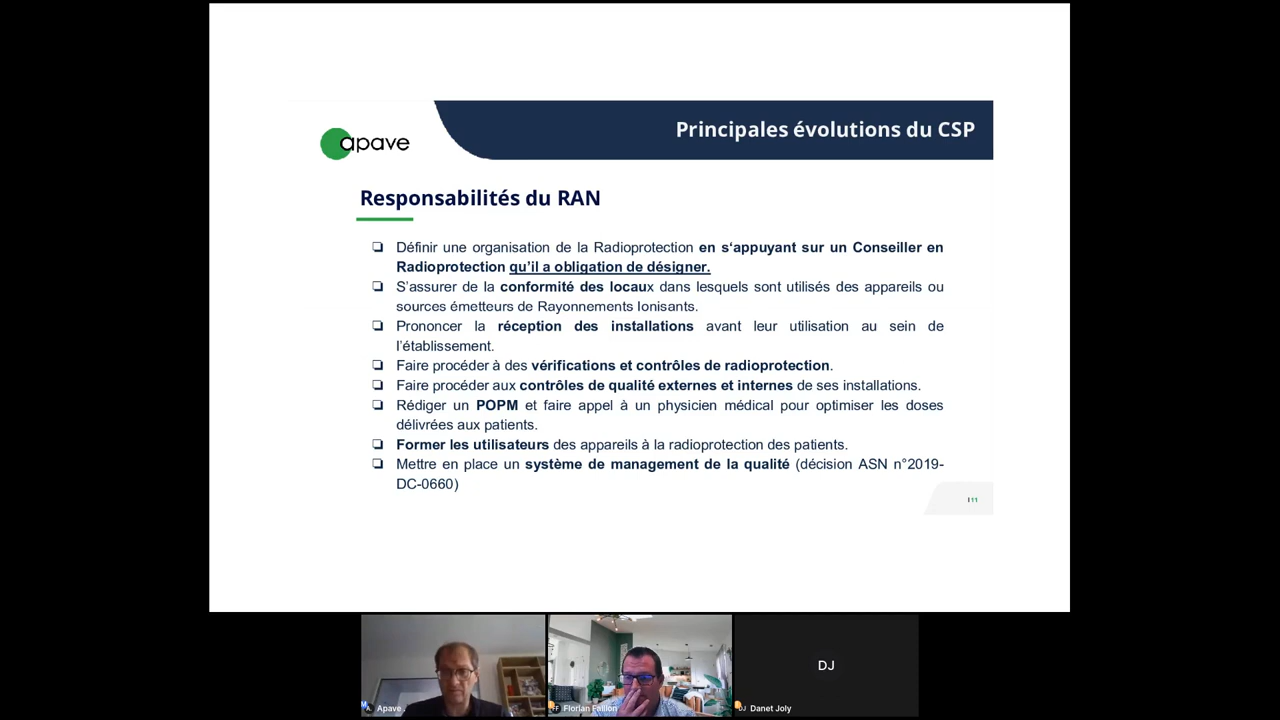 apave
Principales évolutions du CSP
Responsabilités du RAN
❏ Définir une organisation de la Radioprotection en s‘appuyant sur un Conseiller en
Radioprotection qu’il a obligation de désigner.
❏ S’assurer de la conformité des locaux dans lesquels sont utilisés des appareils ou
sources émetteurs de Rayonnements Ionisants.
❏ Prononcer la réception des installations avant leur utilisation au sein de
l’établissement.
❏ Faire procéder à des vérifications et contrôles de radioprotection.
❏ Faire procéder aux contrôles de qualité externes et internes de ses installations.
❏ Rédiger un POPM et faire appel à un physicien médical pour optimiser les doses
délivrées aux patients.
❏ Former les utilisateurs des appareils à la radioprotection des patients.
❏ Mettre en place un système de management de la qualité (décision ASN n°2019-
DC-0660)
I 11
DJ
Apave
FF Florian Faillon
DJ Danet Joly